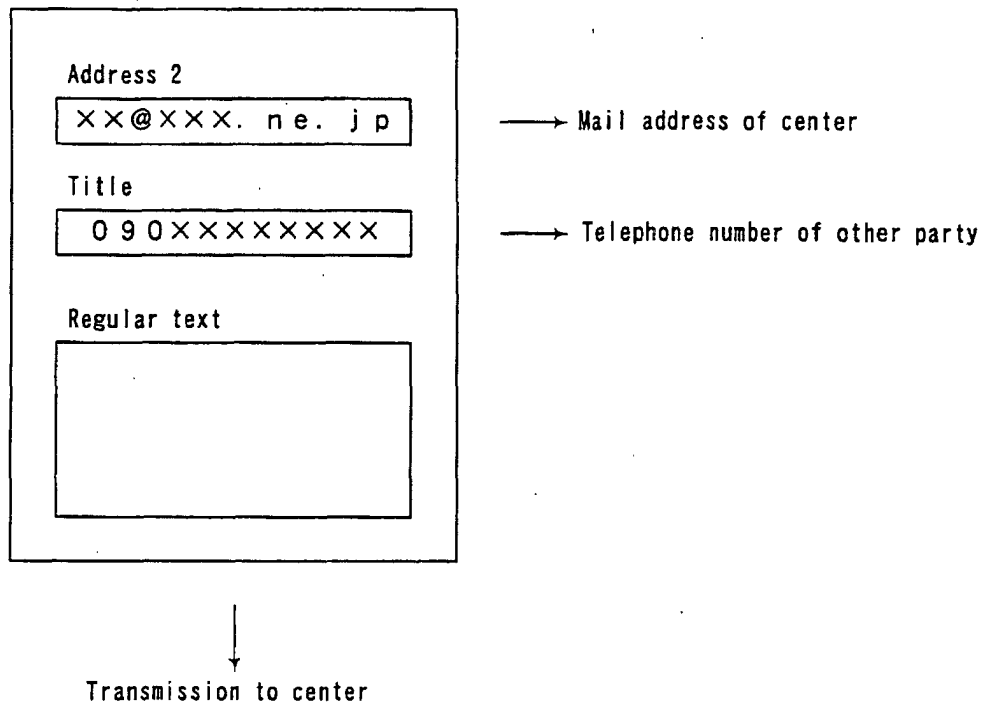 Address 2
××@×××. ne. jp
Mail address of center
Title
090××××××××
Telephone number of other party
Regular text
Transmission to center